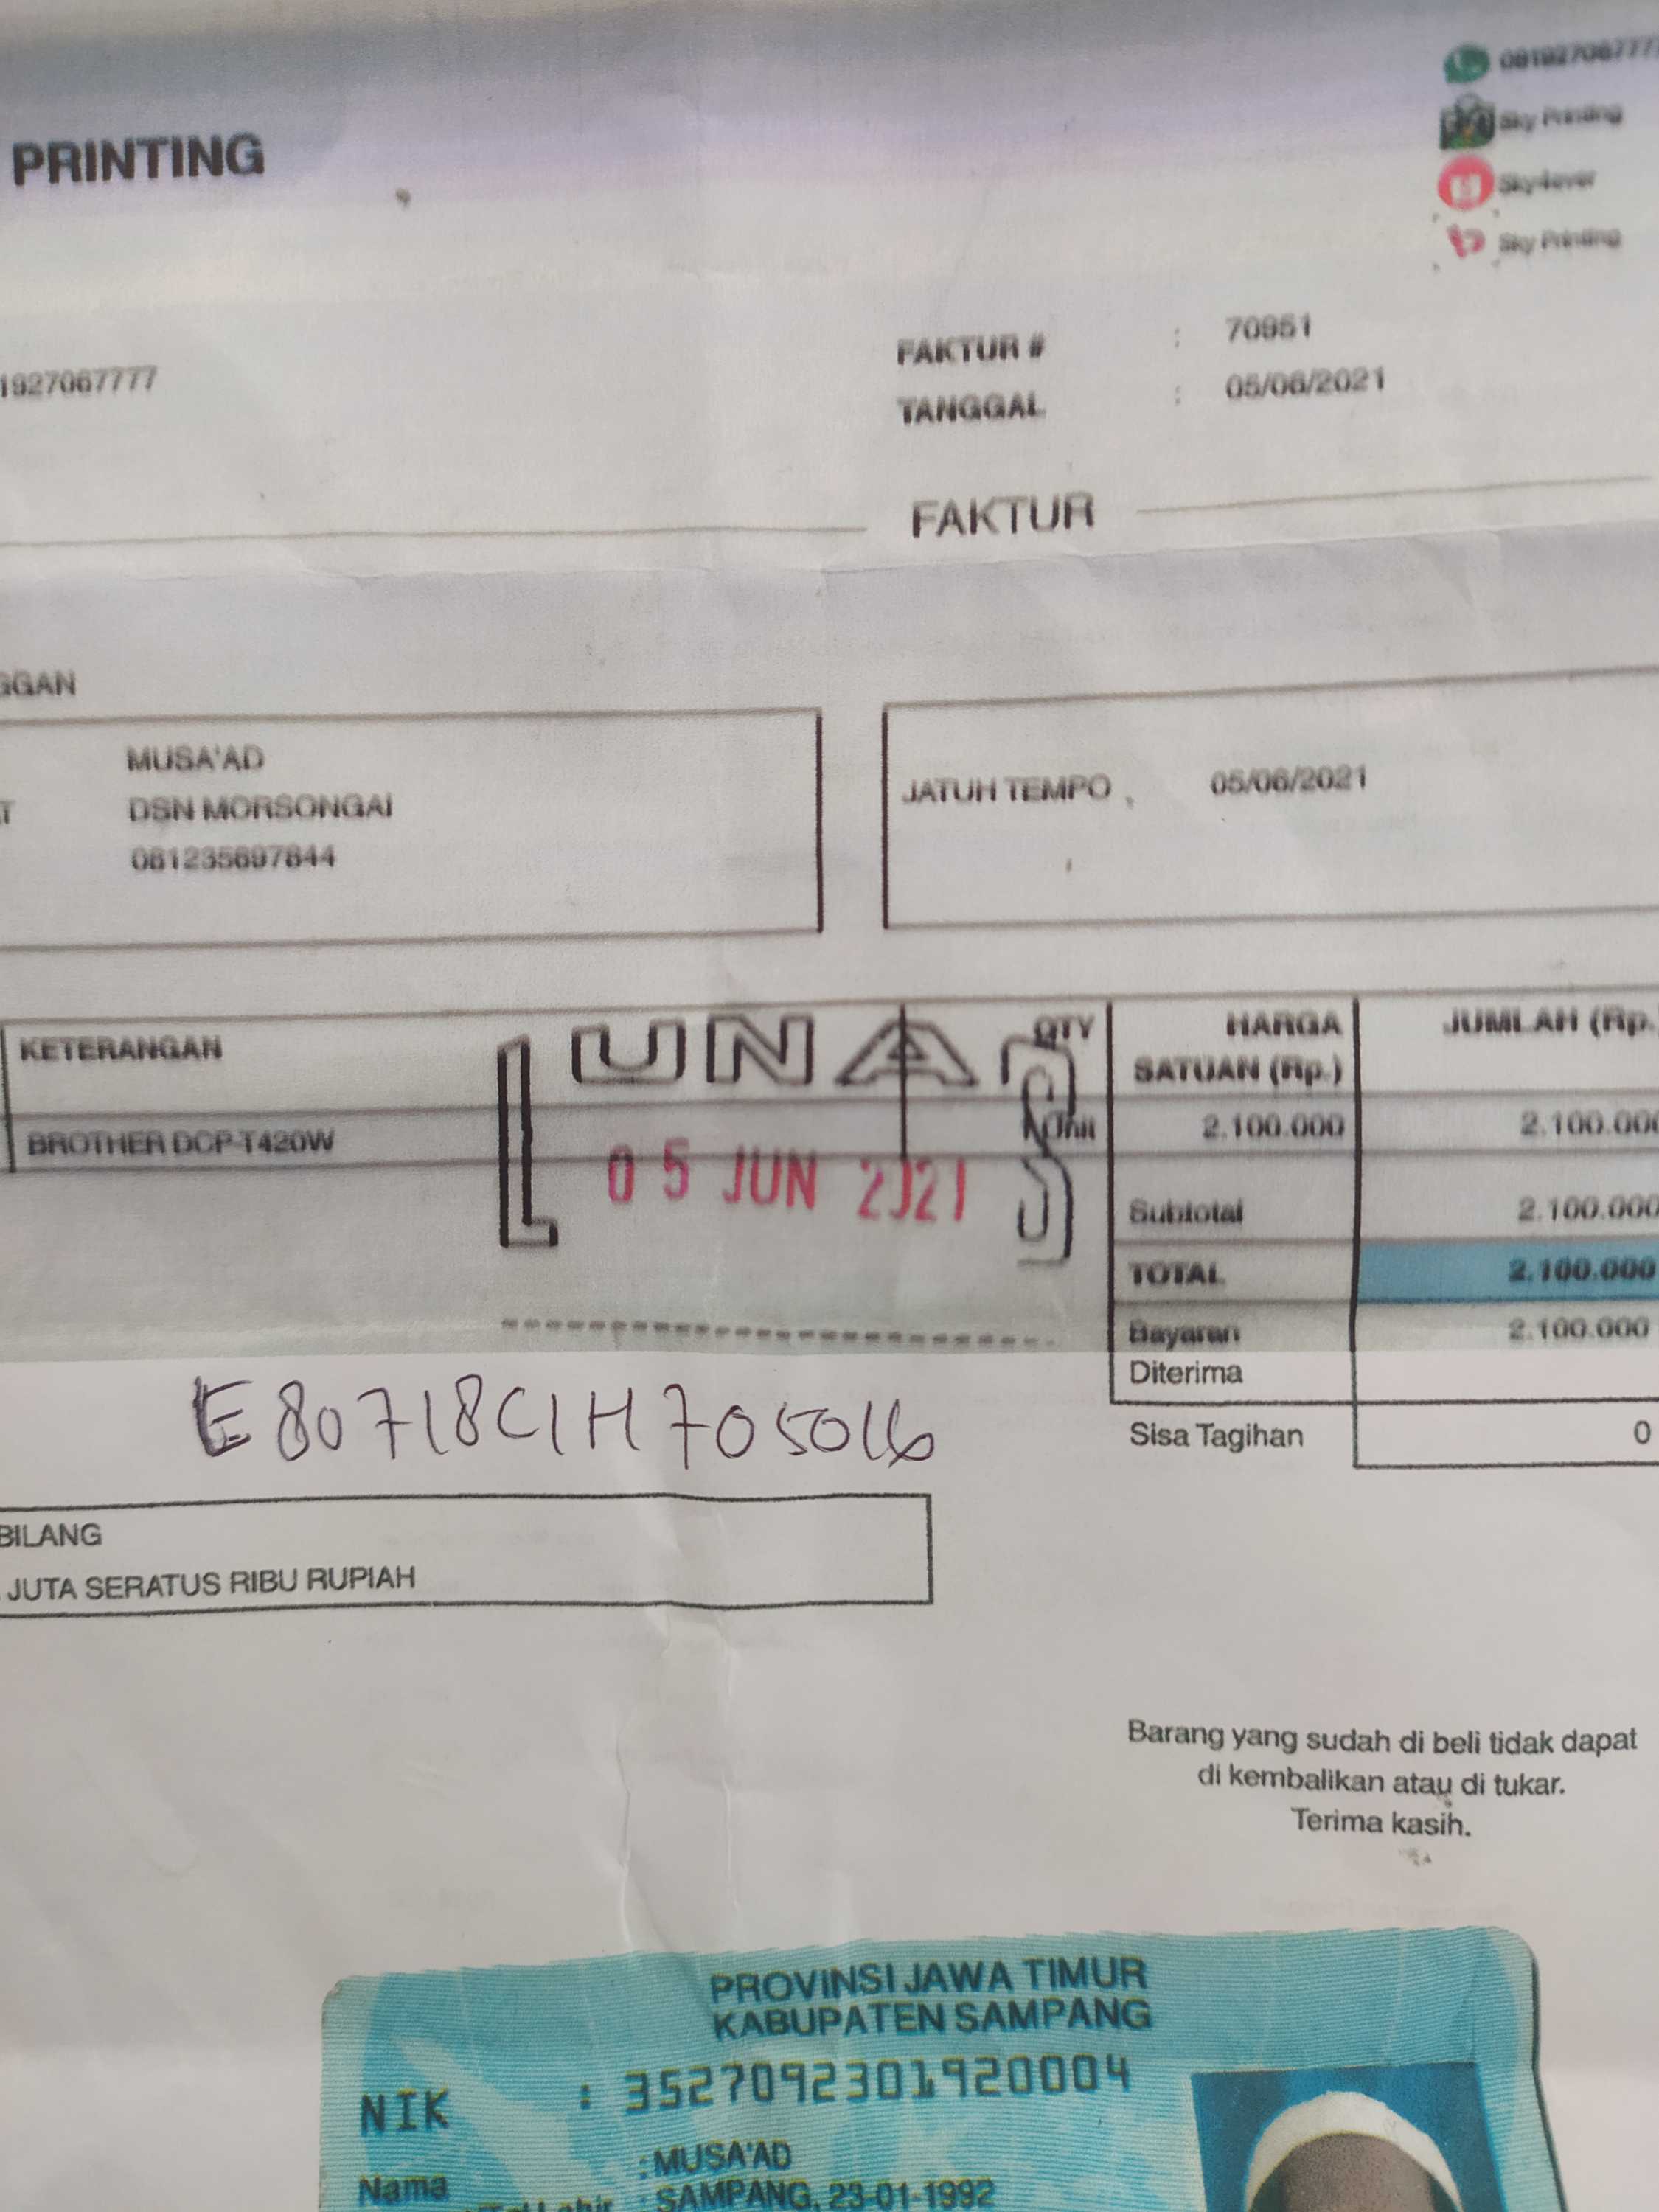 PRINTING
Sky Printing
Sky4ever
Sky Printing
1927067777
FAKTUR # : 70951
TANGGAL : 05/06/2021
FAKTUR
GGAN
MUSA'AD
DSN MORSONGAI
081235697844
JATUH TEMPO , 05/06/2021
KETERANGAN QTY HARGA SATUAN (Rp.) JUMLAH (Rp.
BROTHER DCP-T420W Unit 2.100.000 2.100.000
LUNAS
05 JUN 2021
Subtotal 2.100.000
TOTAL 2.100.000
Bayaran Diterima 2.100.000
Sisa Tagihan 0
E80718C1H705016
BILANG
JUTA SERATUS RIBU RUPIAH
Barang yang sudah di beli tidak dapat
di kembalikan atau di tukar.
Terima kasih.
PROVINSI JAWA TIMUR
KABUPATEN SAMPANG
NIK : 3527092301920004
Nama : MUSA'AD
: SAMPANG, 23-01-1992